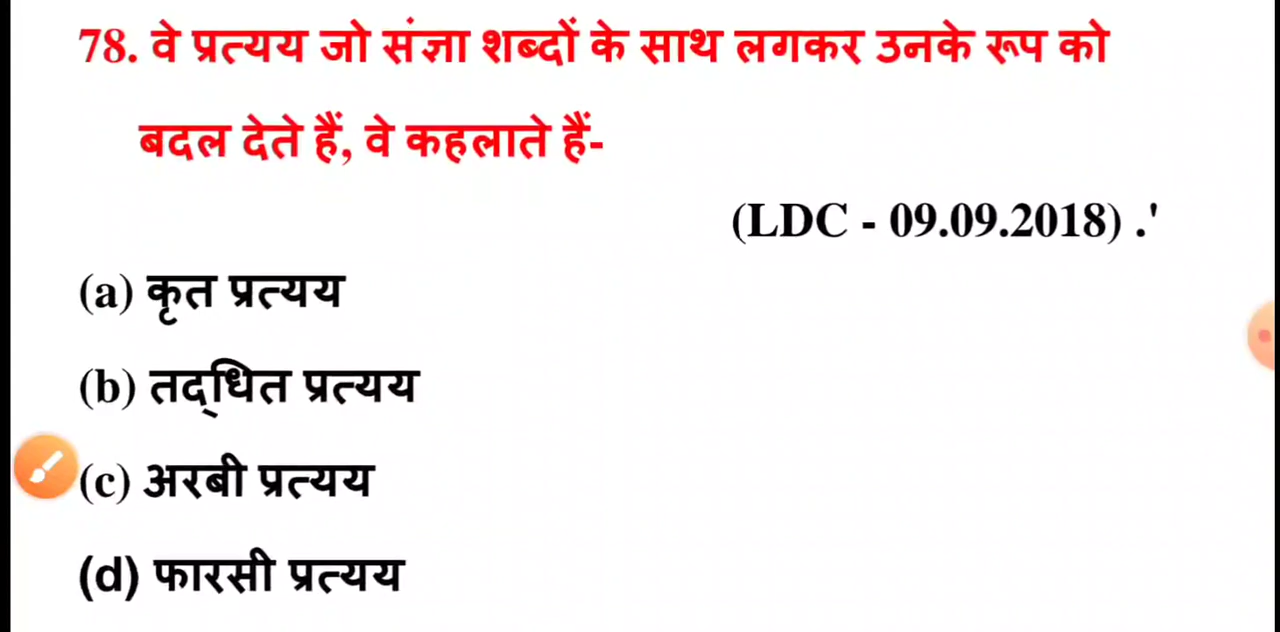 78. वे प्रत्यय जो संज्ञा शब्दों के साथ लगकर उनके रूप को
बदल देते हैं, वे कहलाते हैं-
(LDC - 09.09.2018) .'
(a) कृत प्रत्यय
(b) तद्‌धित प्रत्यय
(c) अरबी प्रत्यय
(d) फारसी प्रत्यय